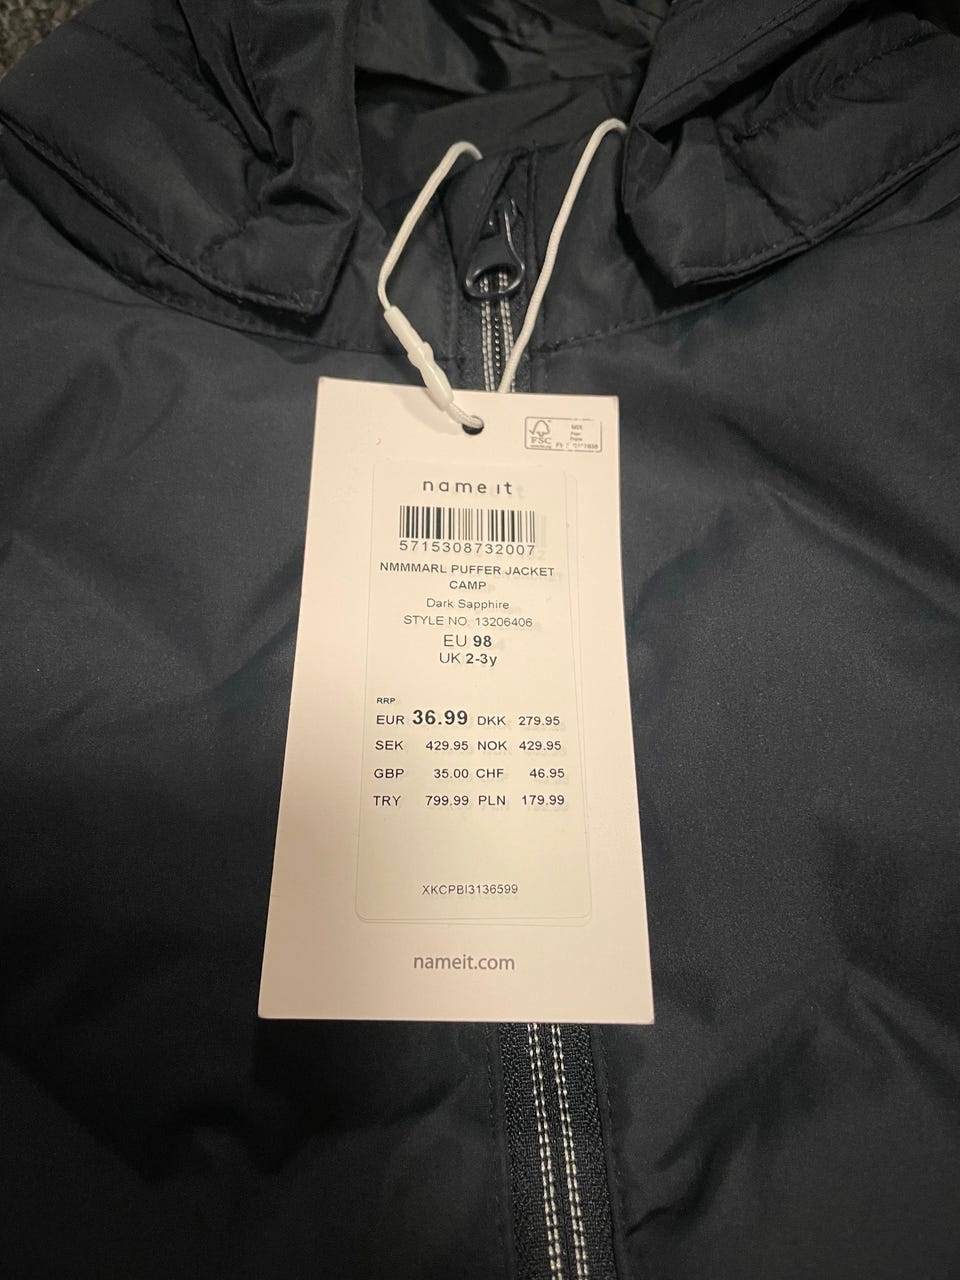 FSC
MIX
name it
5715308732007
NMMMARL PUFFER JACKET
CAMP
Dark Sapphire
STYLE NO: 13206406
EU 98
UK 2-3y
RRP
EUR 36.99 DKK 279.95
SEK 429.95 NOK 429.95
GBP 35.00 CHF 46.95
TRY 799.99 PLN 179.99
XKCPBI3136599
nameit.com